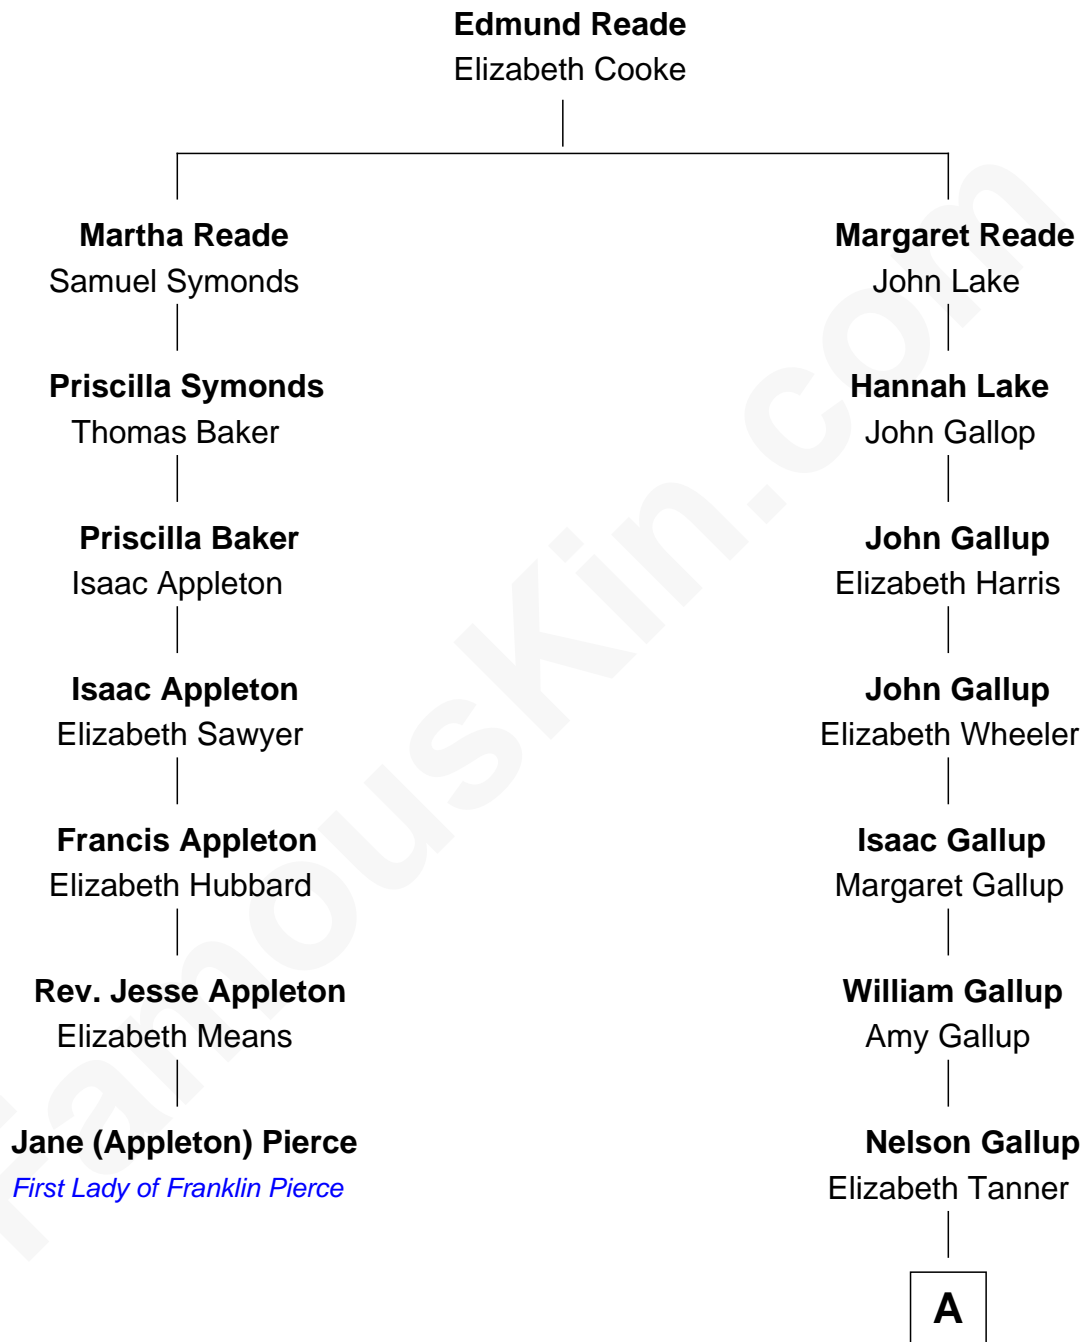 Edmund Reade
Elizabeth Cooke
Martha Reade
Samuel Symonds
Margaret Reade
John Lake
Priscilla Symonds
Thomas Baker
Hannah Lake
John Gallop
Priscilla Baker
Isaac Appleton
John Gallup
Elizabeth Harris
Isaac Appleton
Elizabeth Sawyer
John Gallup
Elizabeth Wheeler
Francis Appleton
Elizabeth Hubbard
Isaac Gallup
Margaret Gallup
Rev. Jesse Appleton
Elizabeth Means
William Gallup
Amy Gallup
Jane (Appleton) Pierce
First Lady of Franklin Pierce
Nelson Gallup
Elizabeth Tanner
A
FamousKin.com